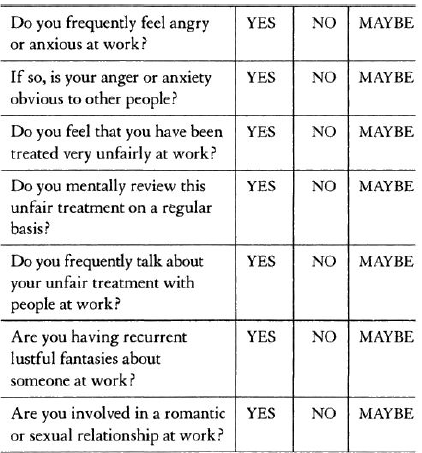 Do you frequently feel angry YES NO MAYBE
or anxious at work?
If so, is your anger or anxiety YES NO MAYBE
obvious to other people?
Do you feel that you have been YES NO MAYBE
treated very unfairly at work?
Do you mentally review this YES NO MAYBE
unfair treatment on a regular
basis?
Do you frequently talk about YES NO MAYBE
your unfair treatment with
people at work?
Are you having recurrent YES NO MAYBE
lustful fantasies about
someone at work?
Are you involved in a romantic YES NO MAYBE
or sexual relationship at work?